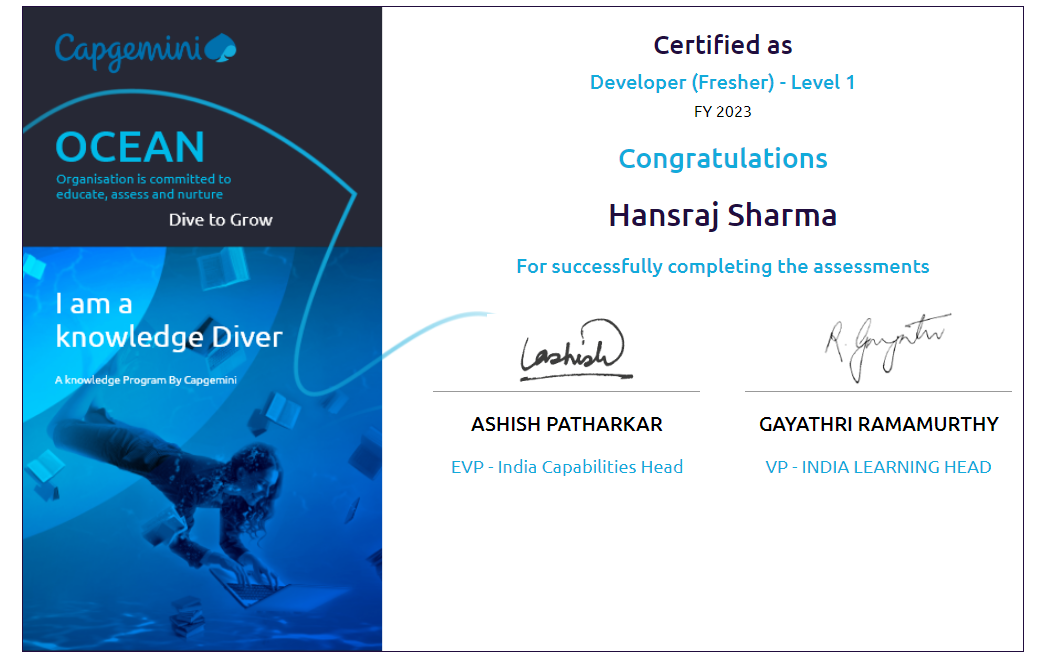 Capgemini
OCEAN
Organisation is committed to
educate, assess and nurture
Dive to Grow
I am a
knowledge Diver
A knowledge Program By Capgemini
Certified as
Developer (Fresher) - Level 1
FY 2023
Congratulations
Hansraj Sharma
For successfully completing the assessments
ASHISH PATHARKAR
EVP - India Capabilities Head
GAYATHRI RAMAMURTHY
VP - INDIA LEARNING HEAD